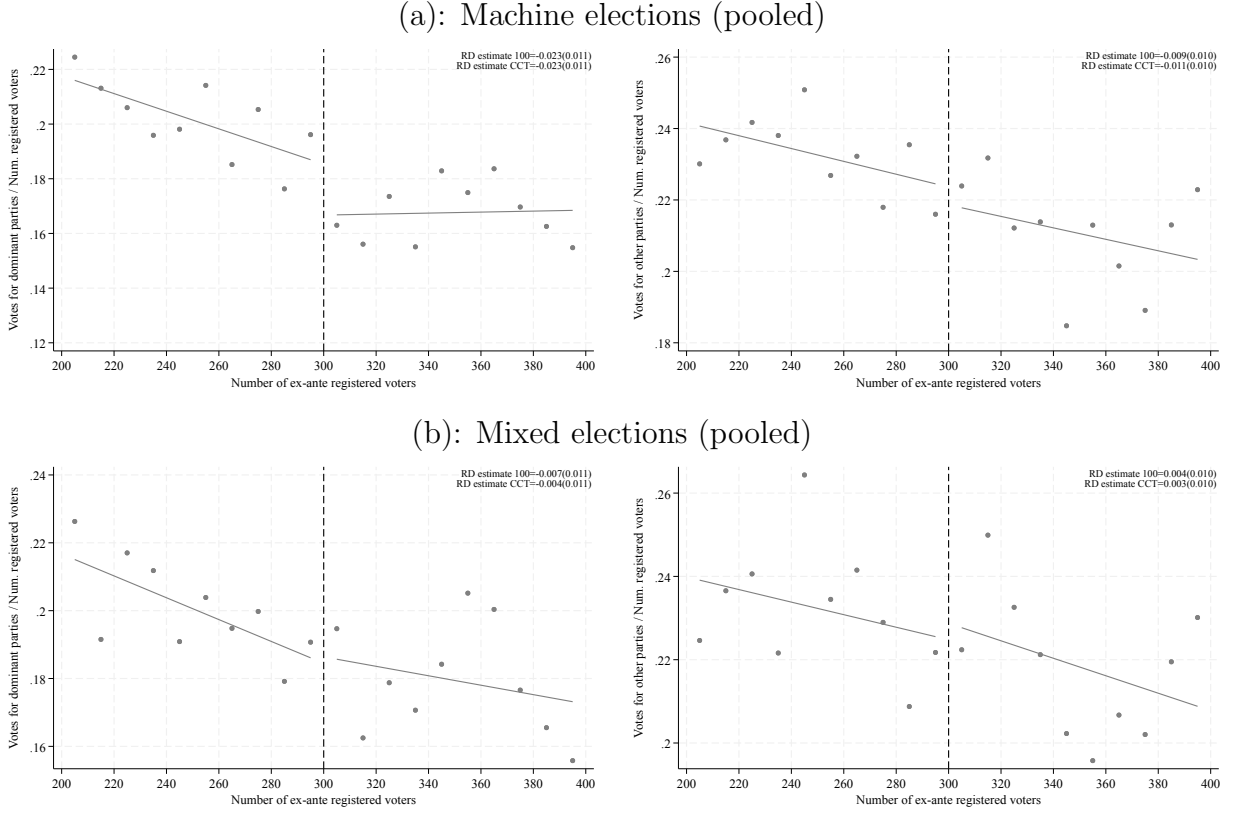 (a): Machine elections (pooled)
RD estimate 100=-0.023(0.011)
RD estimate CCT=-0.023(0.011)
Votes for dominant parties / Num. registered voters
.22
.2
.18
.16
.14
.12
200 220 240 260 280 300 320 340 360 380 400
Number of ex-ante registered voters
RD estimate 100=-0.009(0.010)
RD estimate CCT=-0.011(0.010)
Votes for other parties / Num. registered voters
.26
.24
.22
.2
.18
200 220 240 260 280 300 320 340 360 380 400
Number of ex-ante registered voters
(b): Mixed elections (pooled)
RD estimate 100=-0.007(0.011)
RD estimate CCT=-0.004(0.011)
Votes for dominant parties / Num. registered voters
.24
.22
.2
.18
.16
200 220 240 260 280 300 320 340 360 380 400
Number of ex-ante registered voters
RD estimate 100=0.004(0.010)
RD estimate CCT=0.003(0.010)
Votes for other parties / Num. registered voters
.26
.24
.22
.2
200 220 240 260 280 300 320 340 360 380 400
Number of ex-ante registered voters